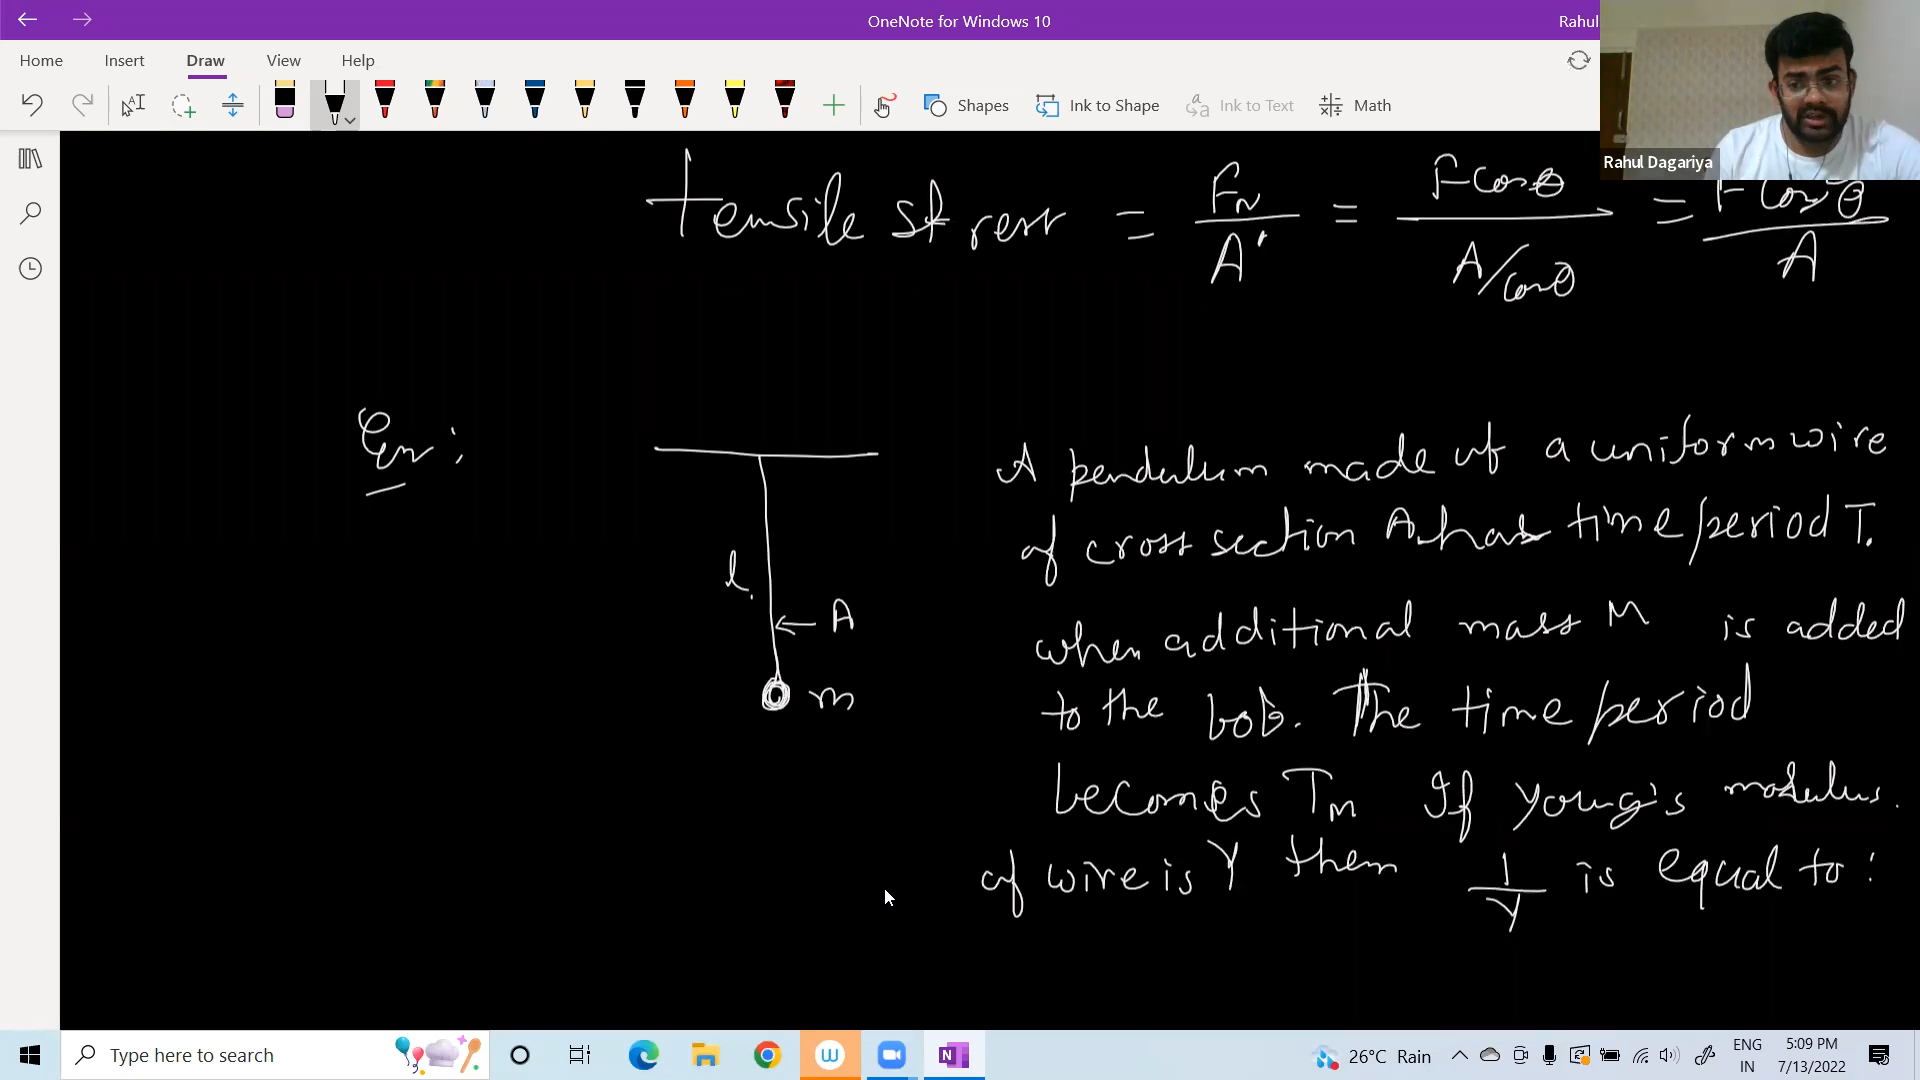 OneNote for Windows 10
Rahul
Home Insert Draw View Help
Shapes Ink to Shape Ink to Text Math
Rahul Dagariya
tensile stress = FN/A' = F cosθ / A/cosθ = F cos²θ / A
Ex:
l
A
m
A pendulum made of a uniform wire
of cross section A. has time period T.
when additional mass M is added
to the bob. The time period
becomes TM If young's modulus.
of wire is Y then 1/Y is equal to:
Type here to search
26°C Rain
ENG
IN
5:09 PM
7/13/2022